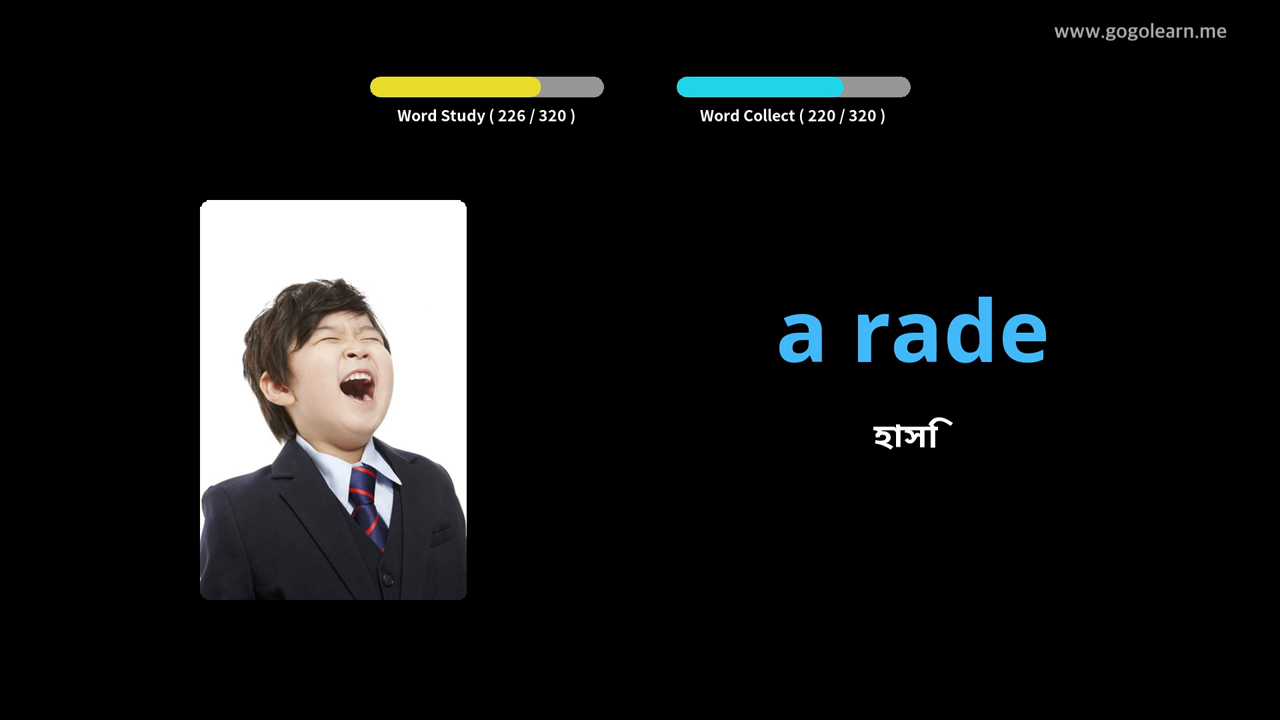 www.gogolearn.me
Word Study ( 226 / 320 )
Word Collect ( 220 / 320 )
a rade
হাসি